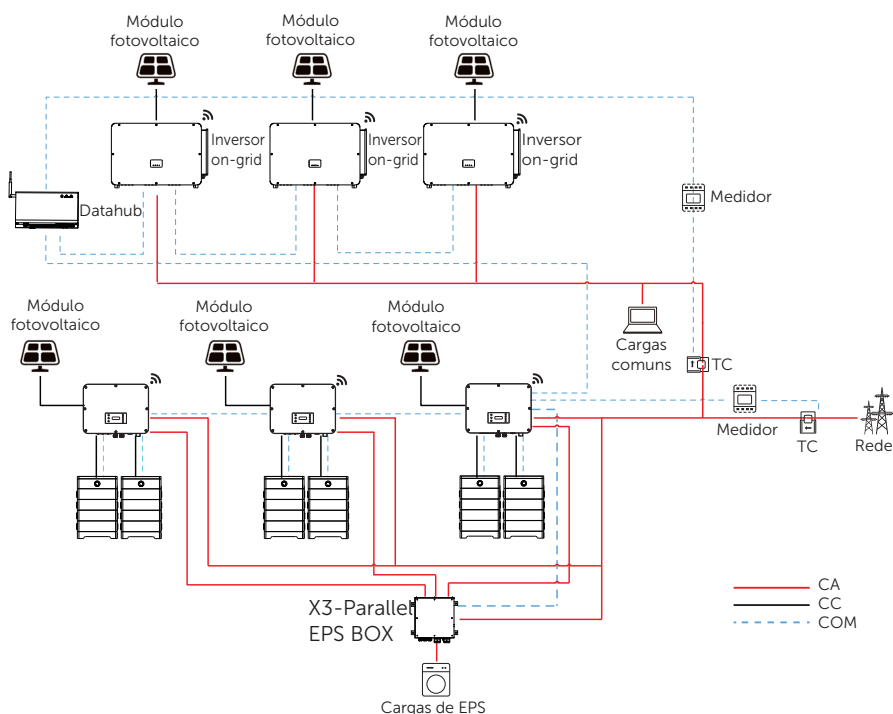 Módulo
fotovoltaico
Módulo
fotovoltaico
Módulo
fotovoltaico
Inversor
on-grid
Inversor
on-grid
Inversor
on-grid
Datahub
Medidor
Módulo
fotovoltaico
Módulo
fotovoltaico
Módulo
fotovoltaico
Cargas
comuns
TC
Medidor
TC
Rede
X3-Parallel
EPS BOX
CA
CC
COM
Cargas de EPS